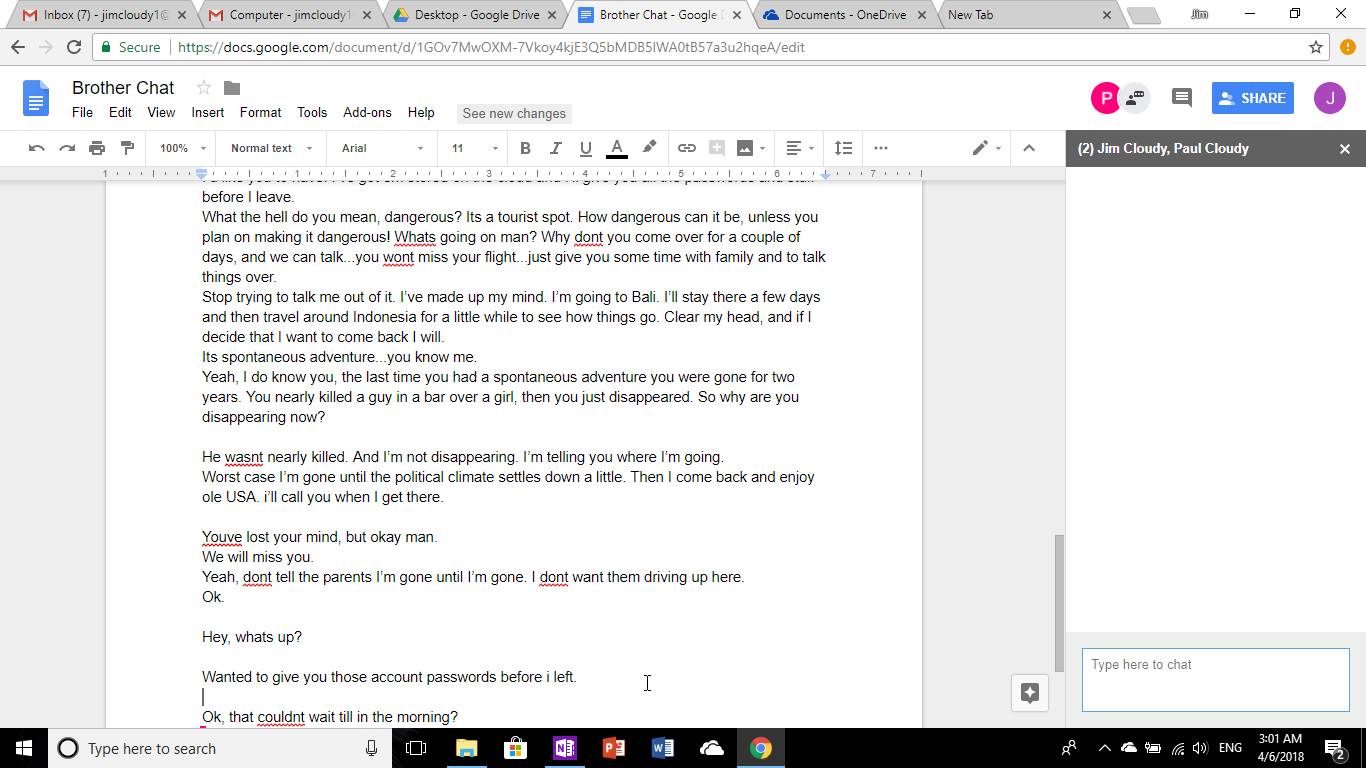 Inbox (7) - jimcloudy1@
Computer - jimcloudy1
Desktop - Google Drive
Brother Chat - Google
Documents - OneDrive
New Tab
Jim
Secure
https://docs.google.com/document/d/1GOv7MwOXM-7Vkoy4kjE3Q5bMDB5lWA0tB57a3u2hqeA/edit
Brother Chat
File Edit View Insert Format Tools Add-ons Help See new changes
P
SHARE
J
100% Normal text Arial 11 B I U A
(2) Jim Cloudy, Paul Cloudy
1 1 2 3 4 5 6 7
before I leave.
What the hell do you mean, dangerous? Its a tourist spot. How dangerous can it be, unless you
plan on making it dangerous! Whats going on man? Why dont you come over for a couple of
days, and we can talk...you wont miss your flight...just give you some time with family and to talk
things over.
Stop trying to talk me out of it. I’ve made up my mind. I’m going to Bali. I’ll stay there a few days
and then travel around Indonesia for a little while to see how things go. Clear my head, and if I
decide that I want to come back I will.
Its spontaneous adventure...you know me.
Yeah, I do know you, the last time you had a spontaneous adventure you were gone for two
years. You nearly killed a guy in a bar over a girl, then you just disappeared. So why are you
disappearing now?
He wasnt nearly killed. And I’m not disappearing. I’m telling you where I’m going.
Worst case I’m gone until the political climate settles down a little. Then I come back and enjoy
ole USA. i’ll call you when I get there.
Youve lost your mind, but okay man.
We will miss you.
Yeah, dont tell the parents I’m gone until I’m gone. I dont want them driving up here.
Ok.
Hey, whats up?
Wanted to give you those account passwords before i left.
Ok, that couldnt wait till in the morning?
Type here to chat
Type here to search
ENG
3:01 AM
4/6/2018
2